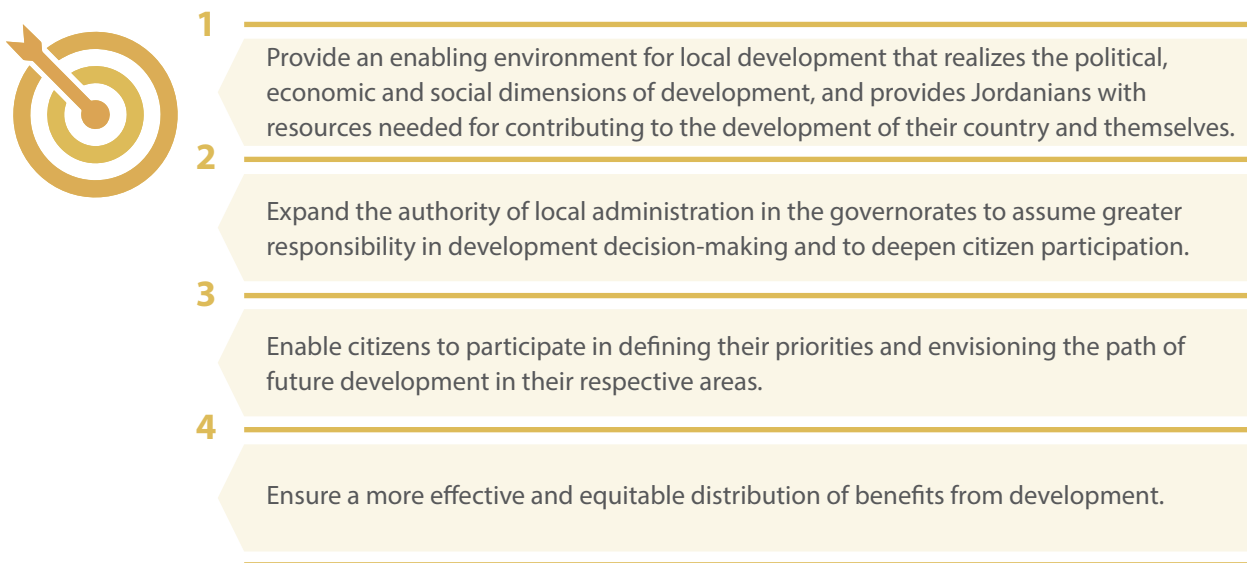 1
Provide an enabling environment for local development that realizes the political,
economic and social dimensions of development, and provides Jordanians with
resources needed for contributing to the development of their country and themselves.
2
Expand the authority of local administration in the governorates to assume greater
responsibility in development decision-making and to deepen citizen participation.
3
Enable citizens to participate in defining their priorities and envisioning the path of
future development in their respective areas.
4
Ensure a more effective and equitable distribution of benefits from development.